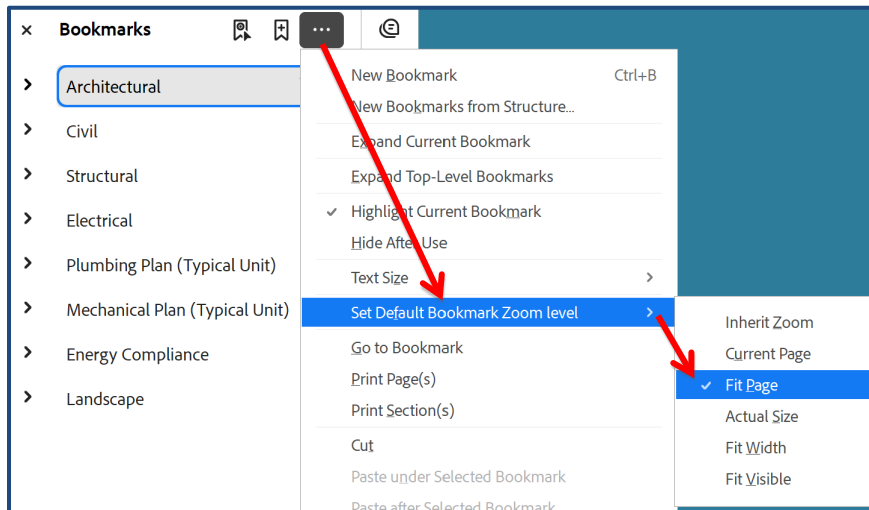 Bookmarks
Architectural
Civil
Structural
Electrical
Plumbing Plan (Typical Unit)
Mechanical Plan (Typical Unit)
Energy Compliance
Landscape
New Bookmark Ctrl+B
New Bookmarks from Structure...
Expand Current Bookmark
Expand Top-Level Bookmarks
Highlight Current Bookmark
Hide After Use
Text Size
Set Default Bookmark Zoom level
Go to Bookmark
Print Page(s)
Print Section(s)
Cut
Paste under Selected Bookmark
Paste after Selected Bookmark
Inherit Zoom
Current Page
Fit Page
Actual Size
Fit Width
Fit Visible